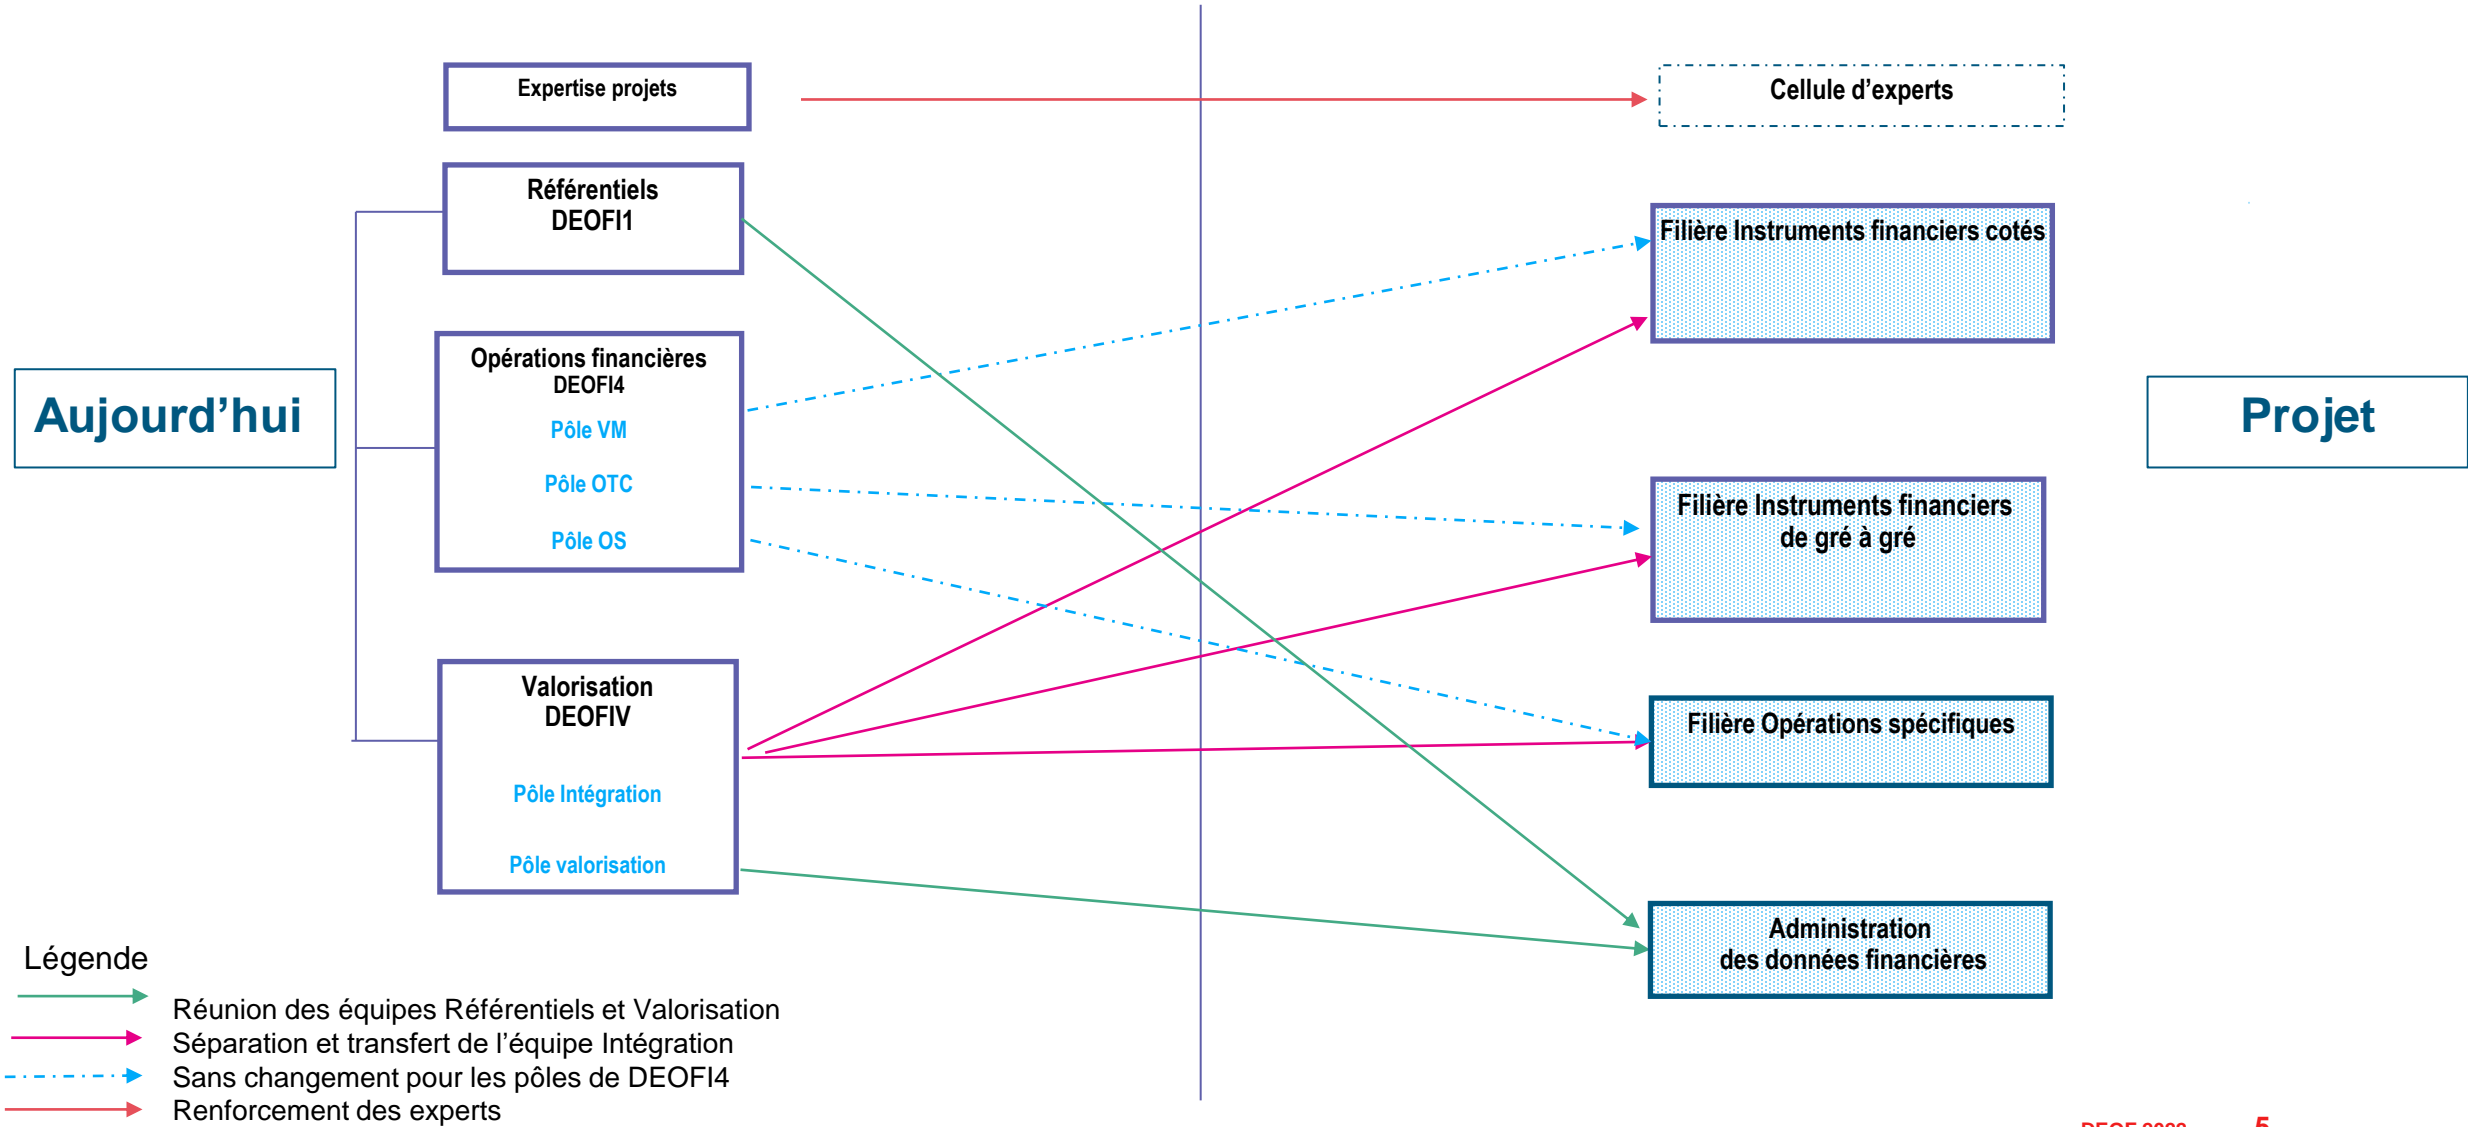 Expertise projets
Cellule d’experts
Référentiels
DEOFI1
Filière Instruments financiers cotés
Aujourd’hui
Opérations financières
DEOFI4
Pôle VM
Pôle OTC
Pôle OS
Projet
Filière Instruments financiers
de gré à gré
Valorisation
DEOFIV
Pôle Intégration
Pôle valorisation
Filière Opérations spécifiques
Administration
des données financières
Légende
Réunion des équipes Référentiels et Valorisation
Séparation et transfert de l’équipe Intégration
Sans changement pour les pôles de DEOFI4
Renforcement des experts
5